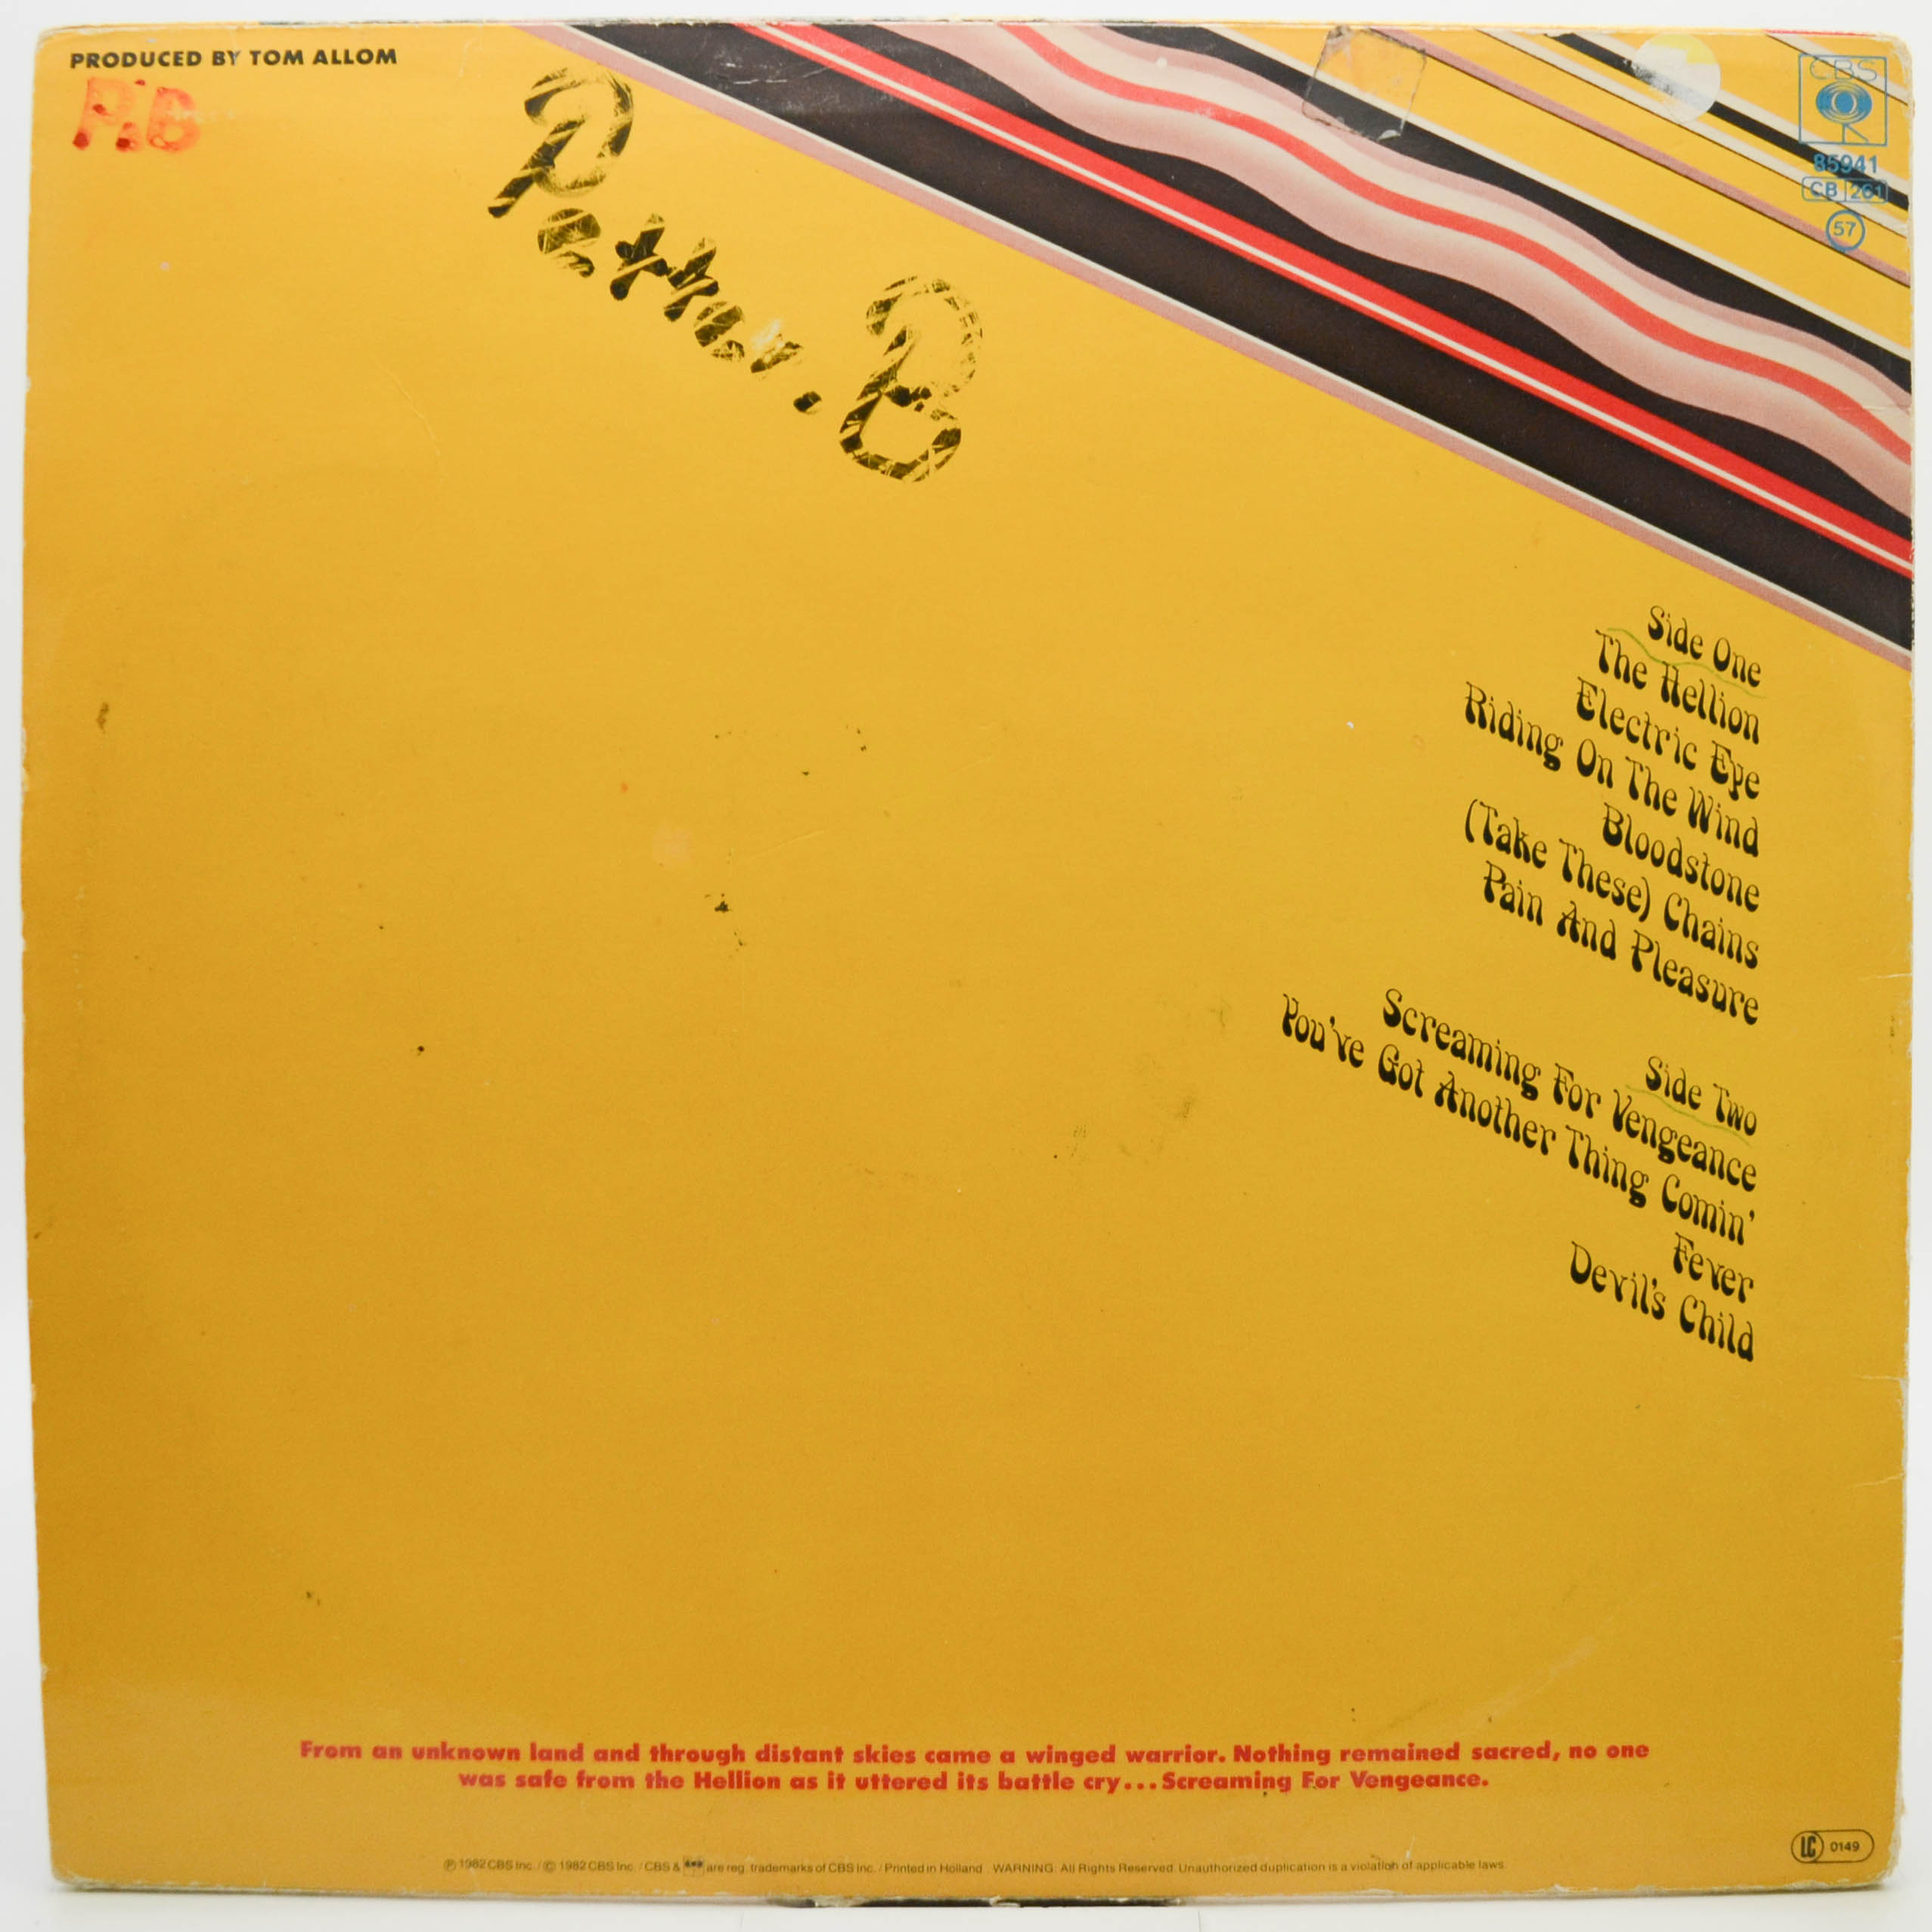 PRODUCED BY TOM ALLOM
P.B
Petter. B
CBS
85941
CB 261
57
Side One
The Hellion
Electric Eye
Riding On The Wind
Bloodstone
(Take These) Chains
Pain And Pleasure
Side Two
Screaming For Vengeance
You've Got Another Thing Comin'
Fever
Devil's Child
From an unknown land and through distant skies came a winged warrior. Nothing remained sacred, no one
was safe from the Hellion as it uttered its battle cry...Screaming For Vengeance.
℗ 1982 CBS Inc. / © 1982 CBS Inc. / CBS & are reg. trademarks of CBS Inc. / Printed in Holland. WARNING: All Rights Reserved. Unauthorized duplication is a violation of applicable laws.
LC 0149